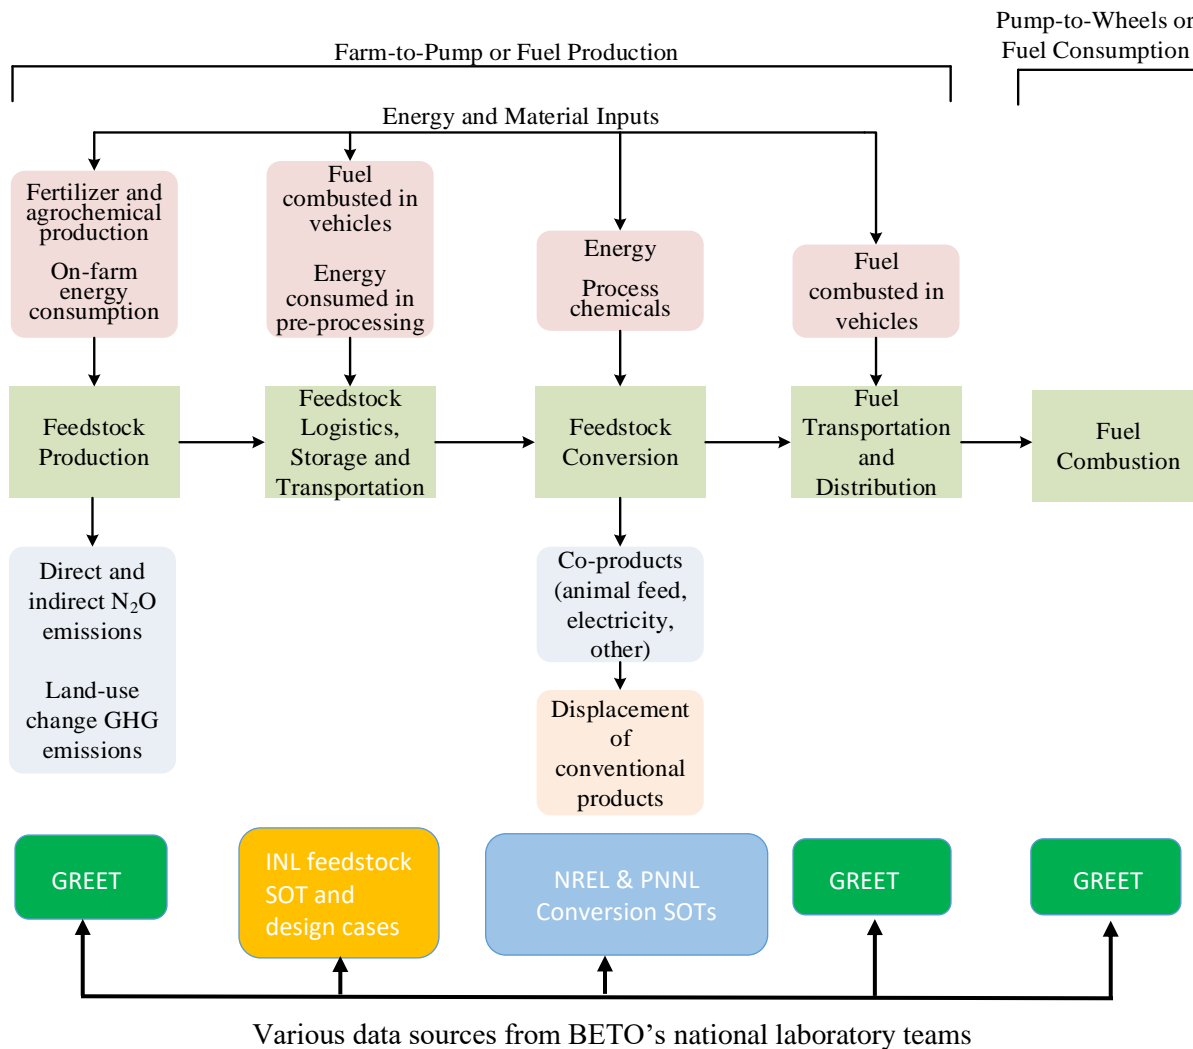 Pump-to-Wheels or
Fuel Consumption
Farm-to-Pump or Fuel Production
Energy and Material Inputs
Fertilizer and
agrochemical
production
On-farm
energy
consumption
Fuel
combusted in
vehicles
Energy
consumed in
pre-processing
Energy
Process
chemicals
Fuel
combusted in
vehicles
Feedstock
Production
Feedstock
Logistics,
Storage and
Transportation
Feedstock
Conversion
Fuel
Transportation
and
Distribution
Fuel
Combustion
Direct and
indirect N₂O
emissions
Land-use
change GHG
emissions
Co-products
(animal feed,
electricity,
other)
Displacement
of
conventional
products
GREET
INL feedstock
SOT and
design cases
NREL & PNNL
Conversion SOTs
GREET
GREET
Various data sources from BETO’s national laboratory teams